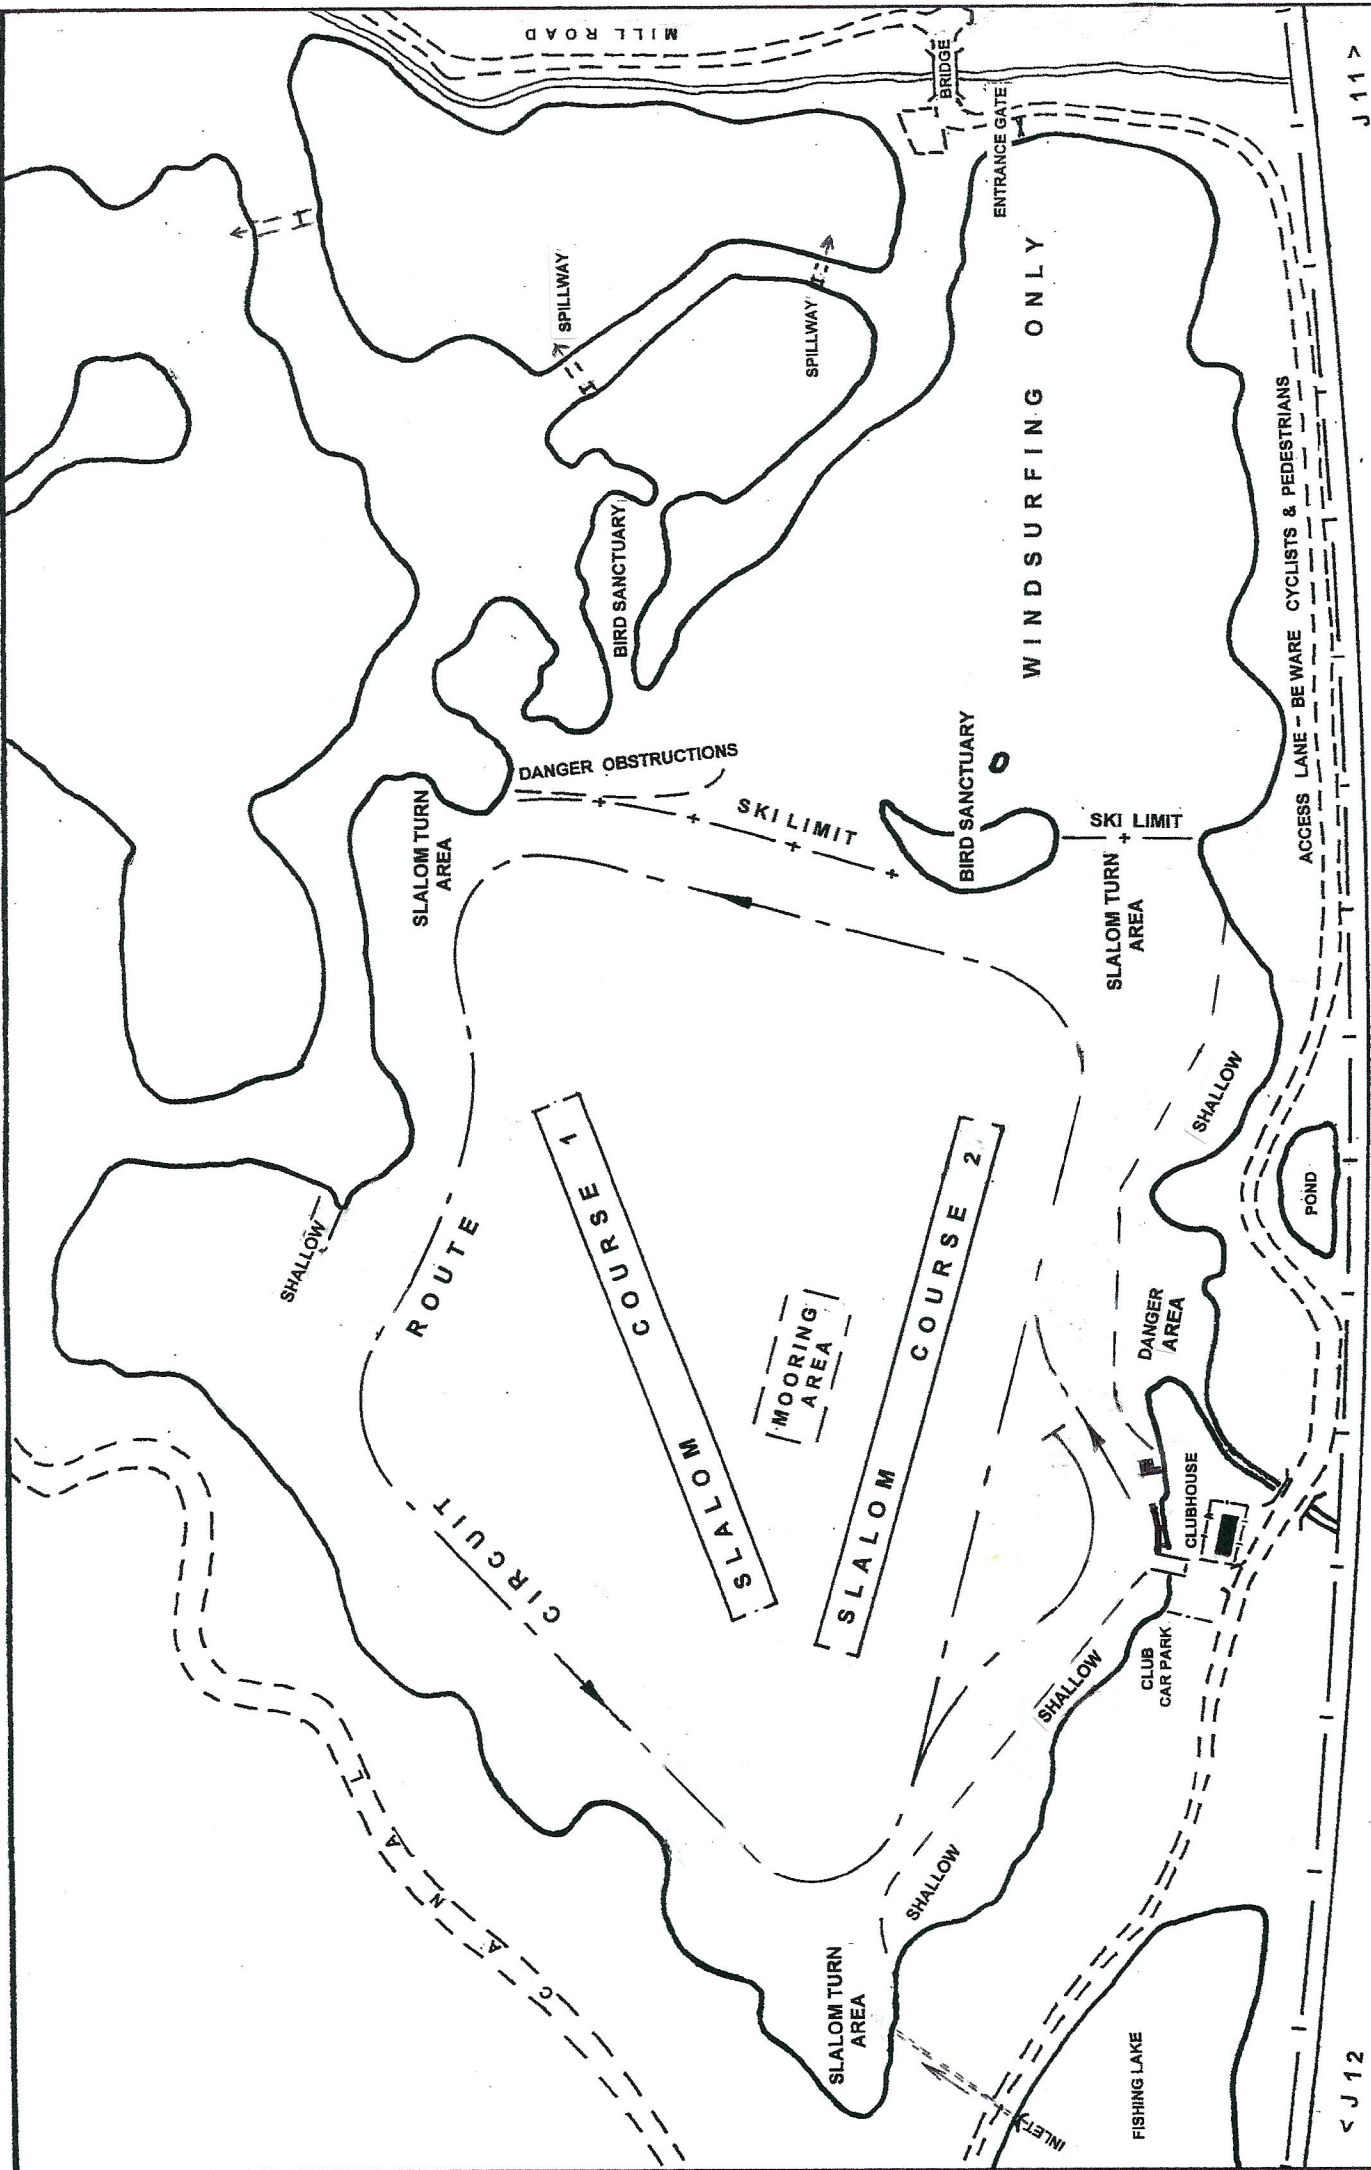 MILL ROAD
BRIDGE
ENTRANCE GATE
J 11 >
SPILLWAY
SPILLWAY
WINDSURFING ONLY
BIRD SANCTUARY
ACCESS LANE - BEWARE CYCLISTS & PEDESTRIANS
DANGER OBSTRUCTIONS
SKI LIMIT
BIRD SANCTUARY
SKI LIMIT
SLALOM TURN
AREA
SLALOM TURN
AREA
SHALLOW
POND
SHALLOW
CIRCUIT ROUTE
SLALOM COURSE 1
MOORING
AREA
SLALOM COURSE 2
DANGER
AREA
CLUBHOUSE
CLUB
CAR PARK
SHALLOW
SHALLOW
CANAL
SLALOM TURN
AREA
INLET
FISHING LAKE
< J 12